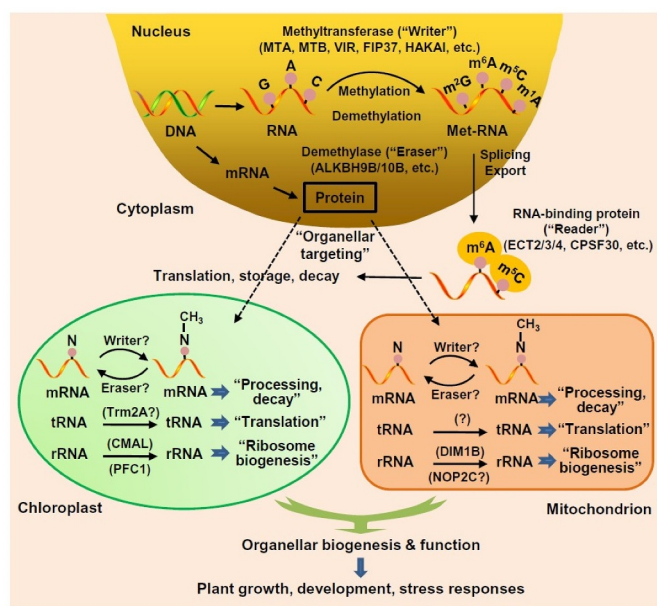 Nucleus
Methyltransferase (“Writer”)
(MTA, MTB, VIR, FIP37, HAKAI, etc.)
G
A
C
m²G
m⁶A
m⁵C
m¹A
Methylation
Demethylation
DNA
RNA
Met-RNA
Demethylase (“Eraser”)
(ALKBH9B/10B, etc.)
Splicing
Export
mRNA
Protein
Cytoplasm
RNA-binding protein
(“Reader”)
(ECT2/3/4, CPSF30, etc.)
“Organellar
targeting”
m⁶A
m⁵C
Translation, storage, decay
N
Writer?
CH₃
N
Eraser?
mRNA
mRNA
“Processing,
decay”
tRNA
(Trm2A?)
tRNA
“Translation”
rRNA
(CMAL)
(PFC1)
rRNA
“Ribosome
biogenesis”
Chloroplast
N
Writer?
CH₃
N
Eraser?
mRNA
mRNA
“Processing,
decay”
tRNA
(?)
tRNA
“Translation”
rRNA
(DIM1B)
(NOP2C?)
rRNA
“Ribosome
biogenesis”
Mitochondrion
Organellar biogenesis & function
Plant growth, development, stress responses